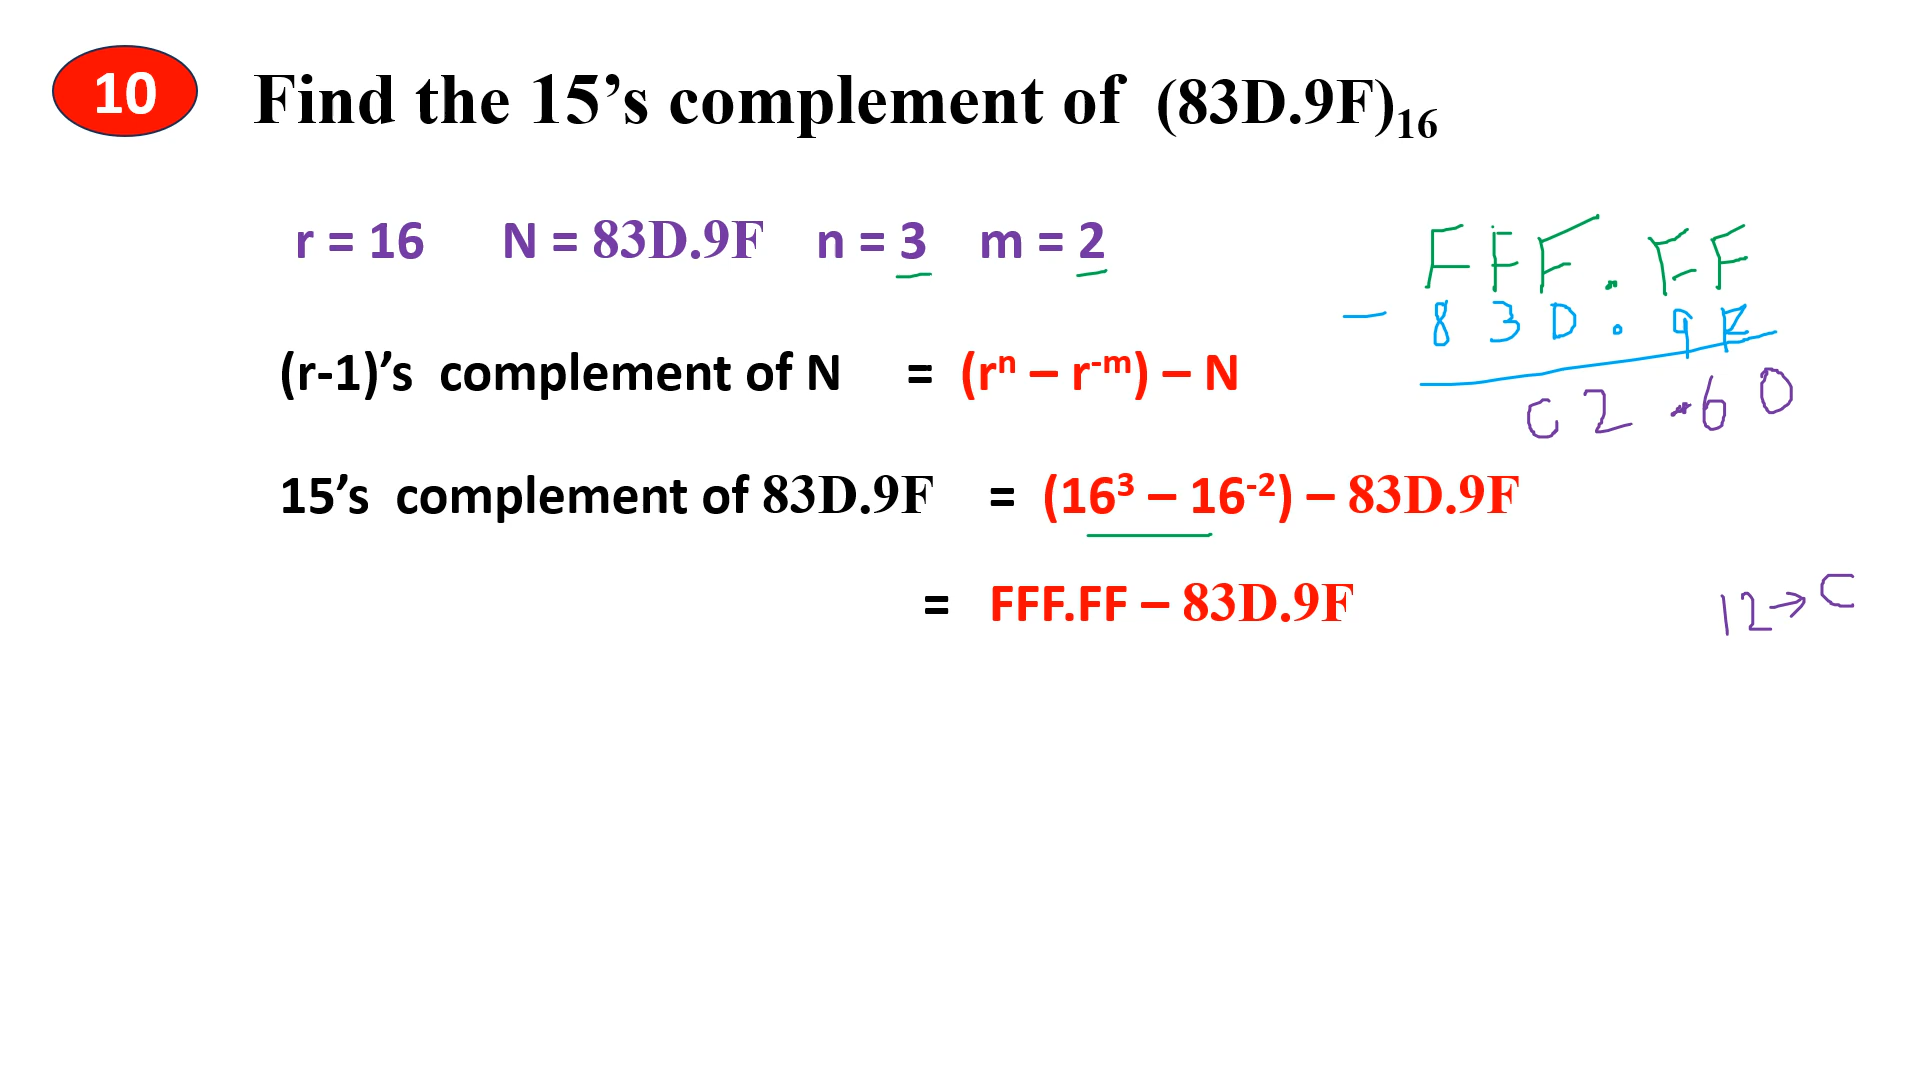 10 Find the 15’s complement of (83D.9F)₁₆
r = 16 N = 83D.9F n = 3 m = 2
FFF.FF
– 83D.9F
(r-1)’s complement of N = (rⁿ – r⁻ᵐ) – N
C2.60
15’s complement of 83D.9F = (16³ – 16⁻²) – 83D.9F
= FFF.FF – 83D.9F
12→C